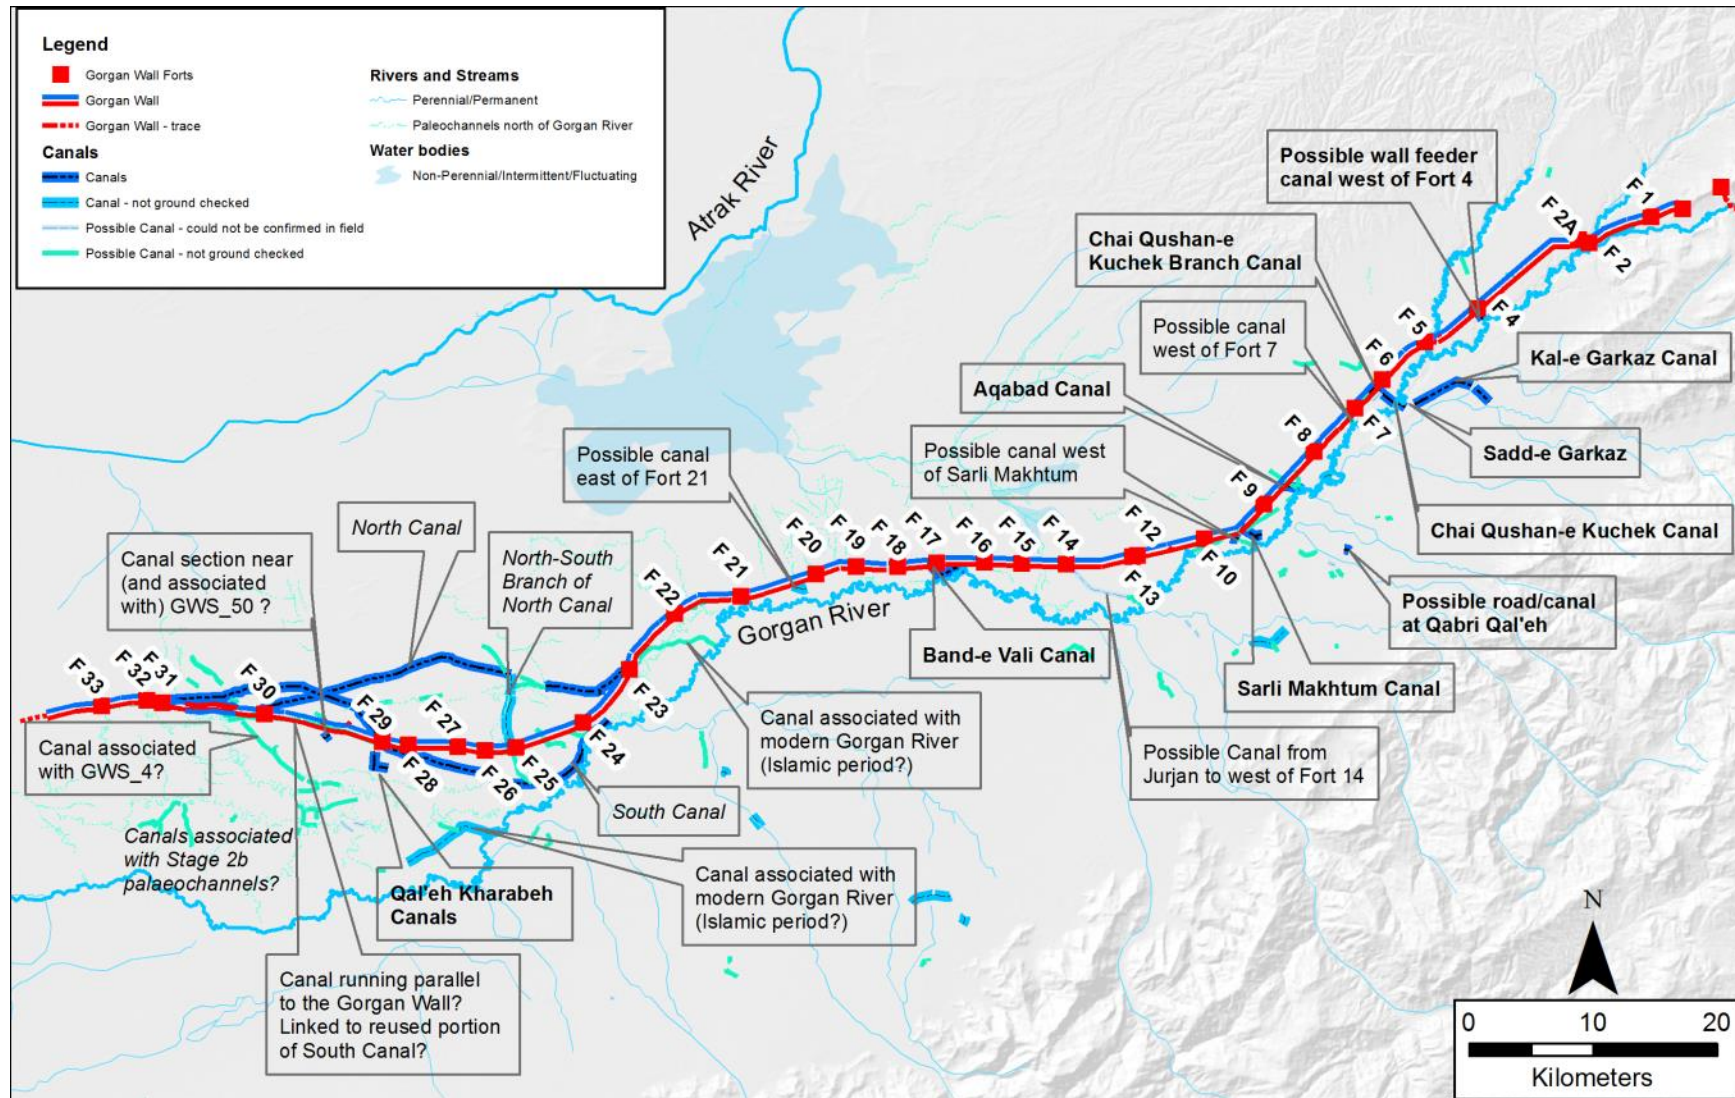 Legend
Gorgan Wall Forts
Gorgan Wall
Gorgan Wall - trace
Canals
Canals
Canal - not ground checked
Possible Canal - could not be confirmed in field
Possible Canal - not ground checked
Rivers and Streams
Perennial/Permanent
Paleochannels north of Gorgan River
Water bodies
Non-Perennial/Intermittent/Fluctuating
Atrak River
Possible wall feeder
canal west of Fort 4
Chai Qushan-e
Kuchek Branch Canal
Possible canal
west of Fort 7
Aqabad Canal
Possible canal west
of Sarli Makhtum
Possible canal
east of Fort 21
North Canal
North-South
Branch of
North Canal
Canal section near
(and associated
with) GWS_50 ?
Canal associated
with GWS_4?
Canals associated
with Stage 2b
palaeochannels?
Canal running parallel
to the Gorgan Wall?
Linked to reused portion
of South Canal?
Qal'eh Kharabeh
Canals
South Canal
Canal associated with
modern Gorgan River
(Islamic period?)
Canal associated with
modern Gorgan River
(Islamic period?)
Gorgan River
Band-e Vali Canal
Possible Canal from
Jurjan to west of Fort 14
Sarli Makhtum Canal
Possible road/canal
at Qabri Qal'eh
Chai Qushan-e Kuchek Canal
Sadd-e Garkaz
Kal-e Garkaz Canal
F 1
F 2A
F 2
F 4
F 5
F 6
F 7
F 8
F 9
F 10
F 12
F 13
F 14
F 15
F 16
F 17
F 18
F 19
F 20
F 21
F 22
F 23
F 24
F 25
F 26
F 27
F 28
F 29
F 30
F 31
F 32
F 33
N
0 10 20
Kilometers